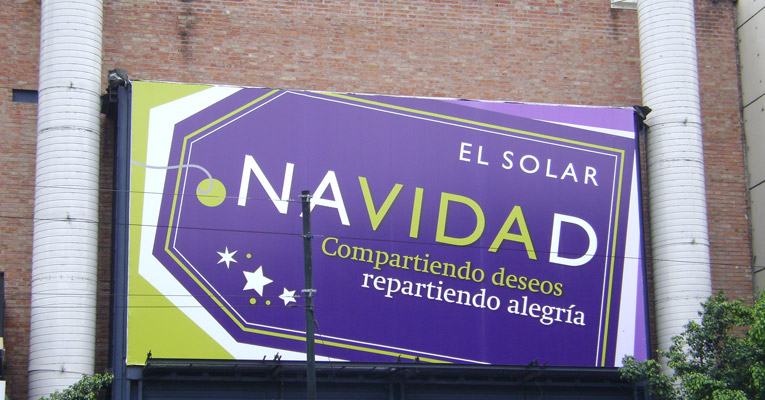 EL SOLAR
NAVIDAD
Compartiendo deseos
repartiendo alegría